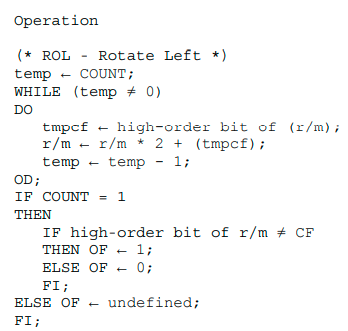 Operation
(* ROL - Rotate Left *)
temp ← COUNT;
WHILE (temp ≠ 0)
DO
tmpcf ← high-order bit of (r/m);
r/m ← r/m * 2 + (tmpcf);
temp ← temp - 1;
OD;
IF COUNT = 1
THEN
IF high-order bit of r/m ≠ CF
THEN OF ← 1;
ELSE OF ← 0;
FI;
ELSE OF ← undefined;
FI;